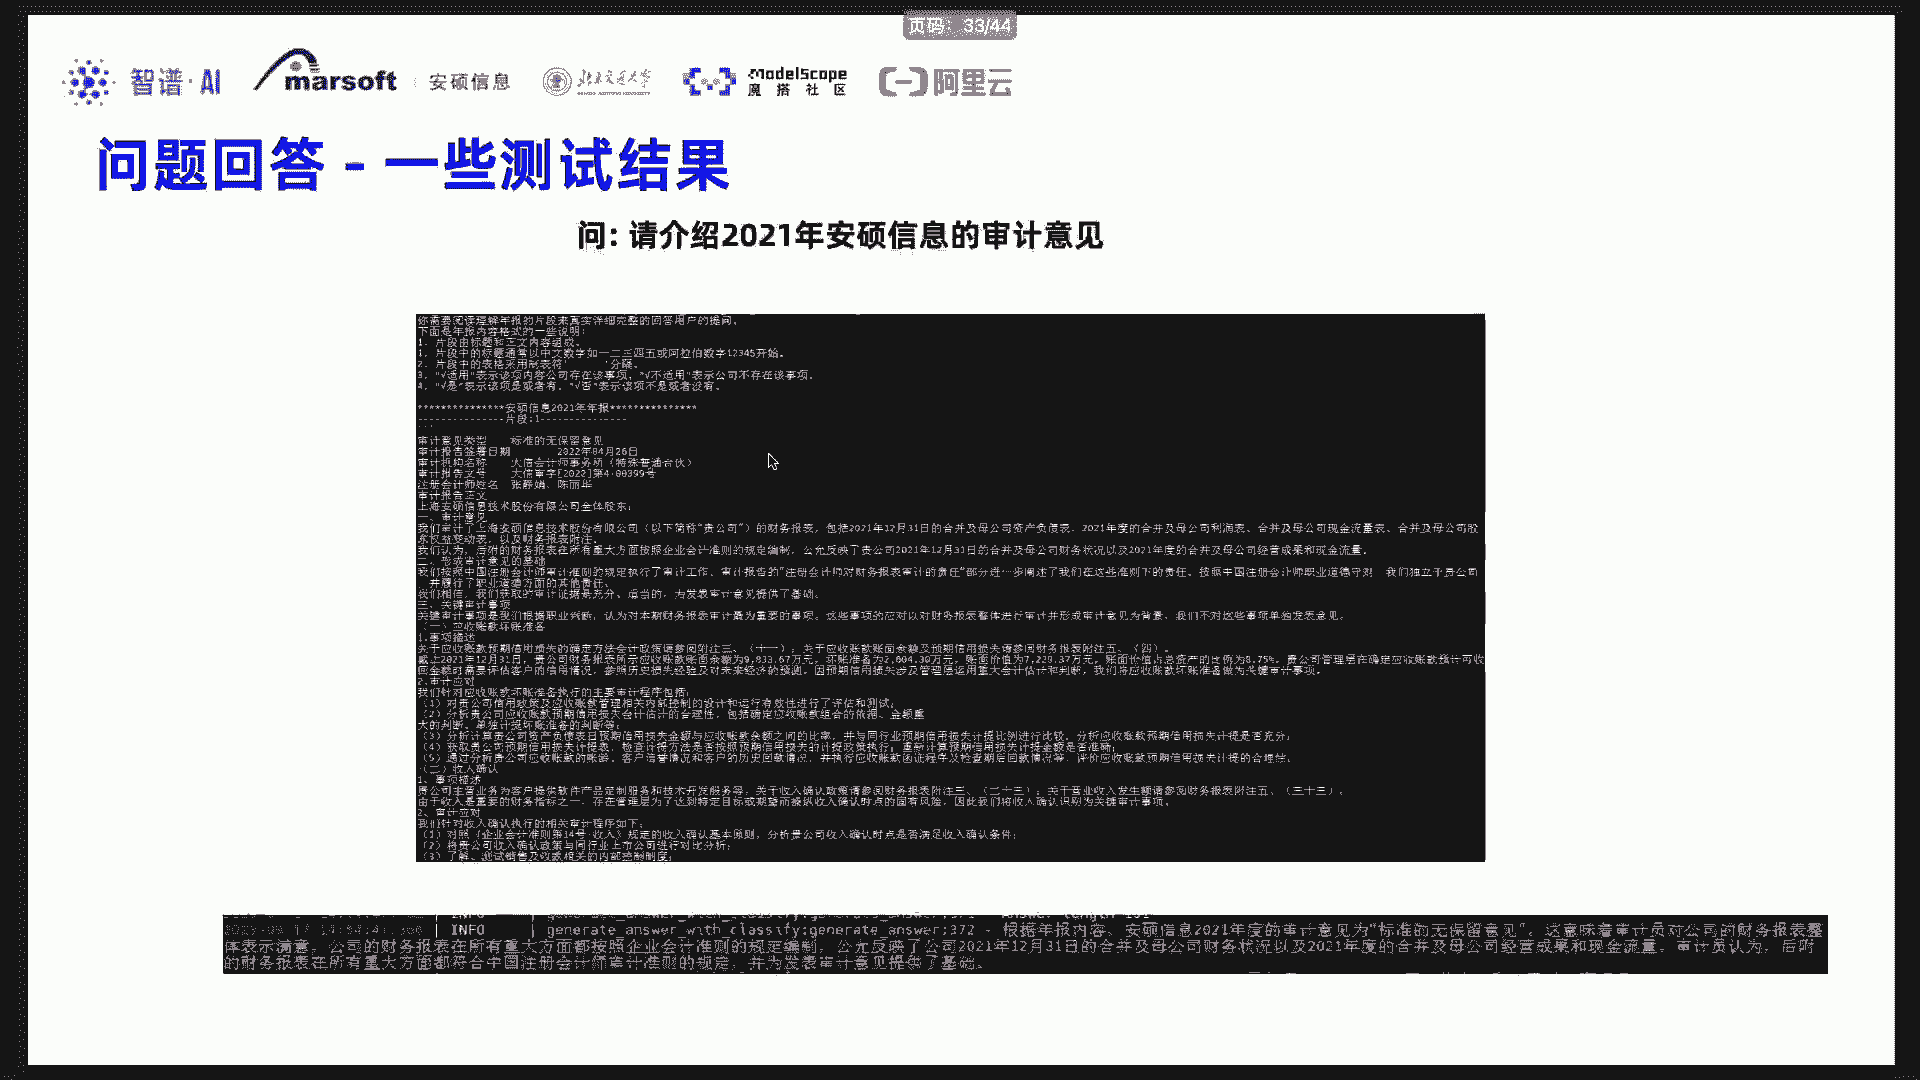 页码：33/44
智谱·AI
marsoft
安硕信息
北京交通大学
ModelScope
魔搭社区
阿里云
问题回答 - 一些测试结果
问: 请介绍2021年安硕信息的审计意见
你需要阅读理解年报的片段来真实详细完整的回答用户的提问。
下面是年报内容格式的一些说明:
1. 片段由标题和正文内容组成。
1. 片段中的标题通常以中文数字如一二三四五或阿拉伯数字12345开始。
2. 片段中的表格采用制表符' '分隔。
3. "√适用"表示该项内容公司存在该事项，"√不适用"表示公司不存在该事项。
4. "√是"表示该项是或者有，"√否"表示该项不是或者没有。
***************安硕信息2021年年报***************
---------------片段:1---------------
```
审计意见类型 标准的无保留意见
审计报告签署日期 2022年04月26日
审计机构名称 大信会计师事务所（特殊普通合伙）
审计报告文号 大信审字[2022]第4-00399号
注册会计师姓名 张静娟、陈丽华
审计报告正文
上海安硕信息技术股份有限公司全体股东:
一、审计意见
我们审计了上海安硕信息技术股份有限公司（以下简称"贵公司"）的财务报表，包括2021年12月31日的合并及母公司资产负债表，2021年度的合并及母公司利润表、合并及母公司现金流量表、合并及母公司股
东权益变动表，以及财务报表附注。
我们认为，后附的财务报表在所有重大方面按照企业会计准则的规定编制，公允反映了贵公司2021年12月31日的合并及母公司财务状况以及2021年度的合并及母公司经营成果和现金流量。
二、形成审计意见的基础
我们按照中国注册会计师审计准则的规定执行了审计工作。审计报告的"注册会计师对财务报表审计的责任"部分进一步阐述了我们在这些准则下的责任。按照中国注册会计师职业道德守则，我们独立于贵公司
，并履行了职业道德方面的其他责任。
我们相信，我们获取的审计证据是充分、适当的，为发表审计意见提供了基础。
三、关键审计事项
关键审计事项是我们根据职业判断，认为对本期财务报表审计最为重要的事项。这些事项的应对以对财务报表整体进行审计并形成审计意见为背景，我们不对这些事项单独发表意见。
（一）应收账款坏账准备
1.事项描述
关于应收账款预期信用损失的确定方法会计政策请参阅附注三、（十一）；关于应收账款账面余额及预期信用损失请参阅财务报表附注五、（四）。
截止2021年12月31日，贵公司财务报表所示应收账款账面余额为9,833.67万元，坏账准备为2,604.30万元，账面价值为7,229.37万元，账面价值占总资产的比例为8.75%。贵公司管理层在确定应收账款预计可收
回金额时需要评估客户的信用情况，参照历史损失经验及对未来经济的预测。因预期信用损失涉及管理层运用重大会计估计和判断，我们将应收账款坏账准备做为关键审计事项。
2.审计应对
我们针对应收账款坏账准备执行的主要审计程序包括:
（1）对贵公司信用政策及应收账款管理相关内部控制的设计和运行有效性进行了评估和测试;
（2）分析贵公司应收账款预期信用损失会计估计的合理性，包括确定应收账款组合的依据、金额重
大的判断、单独计提坏账准备的判断等;
（3）分析计算贵公司资产负债表日预期信用损失金额与应收账款余额之间的比率，并与同行业预期信用损失计提比例进行比较，分析应收账款预期信用损失计提是否充分;
（4）获取贵公司预期信用损失计提表，检查计提方法是否按照预期信用损失的计提政策执行; 重新计算预期信用损失计提金额是否准确;
（5）通过分析贵公司应收账款的账龄、客户信誉情况和客户的历史回款情况，并执行应收账款函证程序及检查期后回款情况等，评价应收账款预期信用损失计提的合理性。
（二）收入确认
1、事项描述
贵公司主营业务为客户提供软件产品定制服务和技术开发服务等，关于收入确认政策请参阅财务报表附注三、（二十三）；关于营业收入发生额请参阅财务报表附注五、（三十三）。
由于收入是重要的财务指标之一，存在管理层为了达到特定目标或期望而操纵收入确认时点的固有风险，因此我们将收入确认识别为关键审计事项。
2、审计应对
我们针对收入确认执行的相关审计程序如下:
（1）对照《企业会计准则第14号-收入》规定的收入确认基本原则，分析贵公司收入确认时点是否满足收入确认条件;
（2）将贵公司收入确认政策与同行业上市公司进行对比分析;
（3）了解、测试销售及收款相关的内部控制制度;
| INFO | generate_answer_with_classify:generate_answer:372 - 根据年报内容，安硕信息2021年度的审计意见为"标准的无保留意见"。这意味着审计员对公司的财务报表整
体表示满意，公司的财务报表在所有重大方面都按照企业会计准则的规定编制，公允反映了公司2021年12月31日的合并及母公司财务状况以及2021年度的合并及母公司经营成果和现金流量。审计员认为，后附
的财务报表在所有重大方面都符合中国注册会计师审计准则的规定，并为发表审计意见提供了基础。